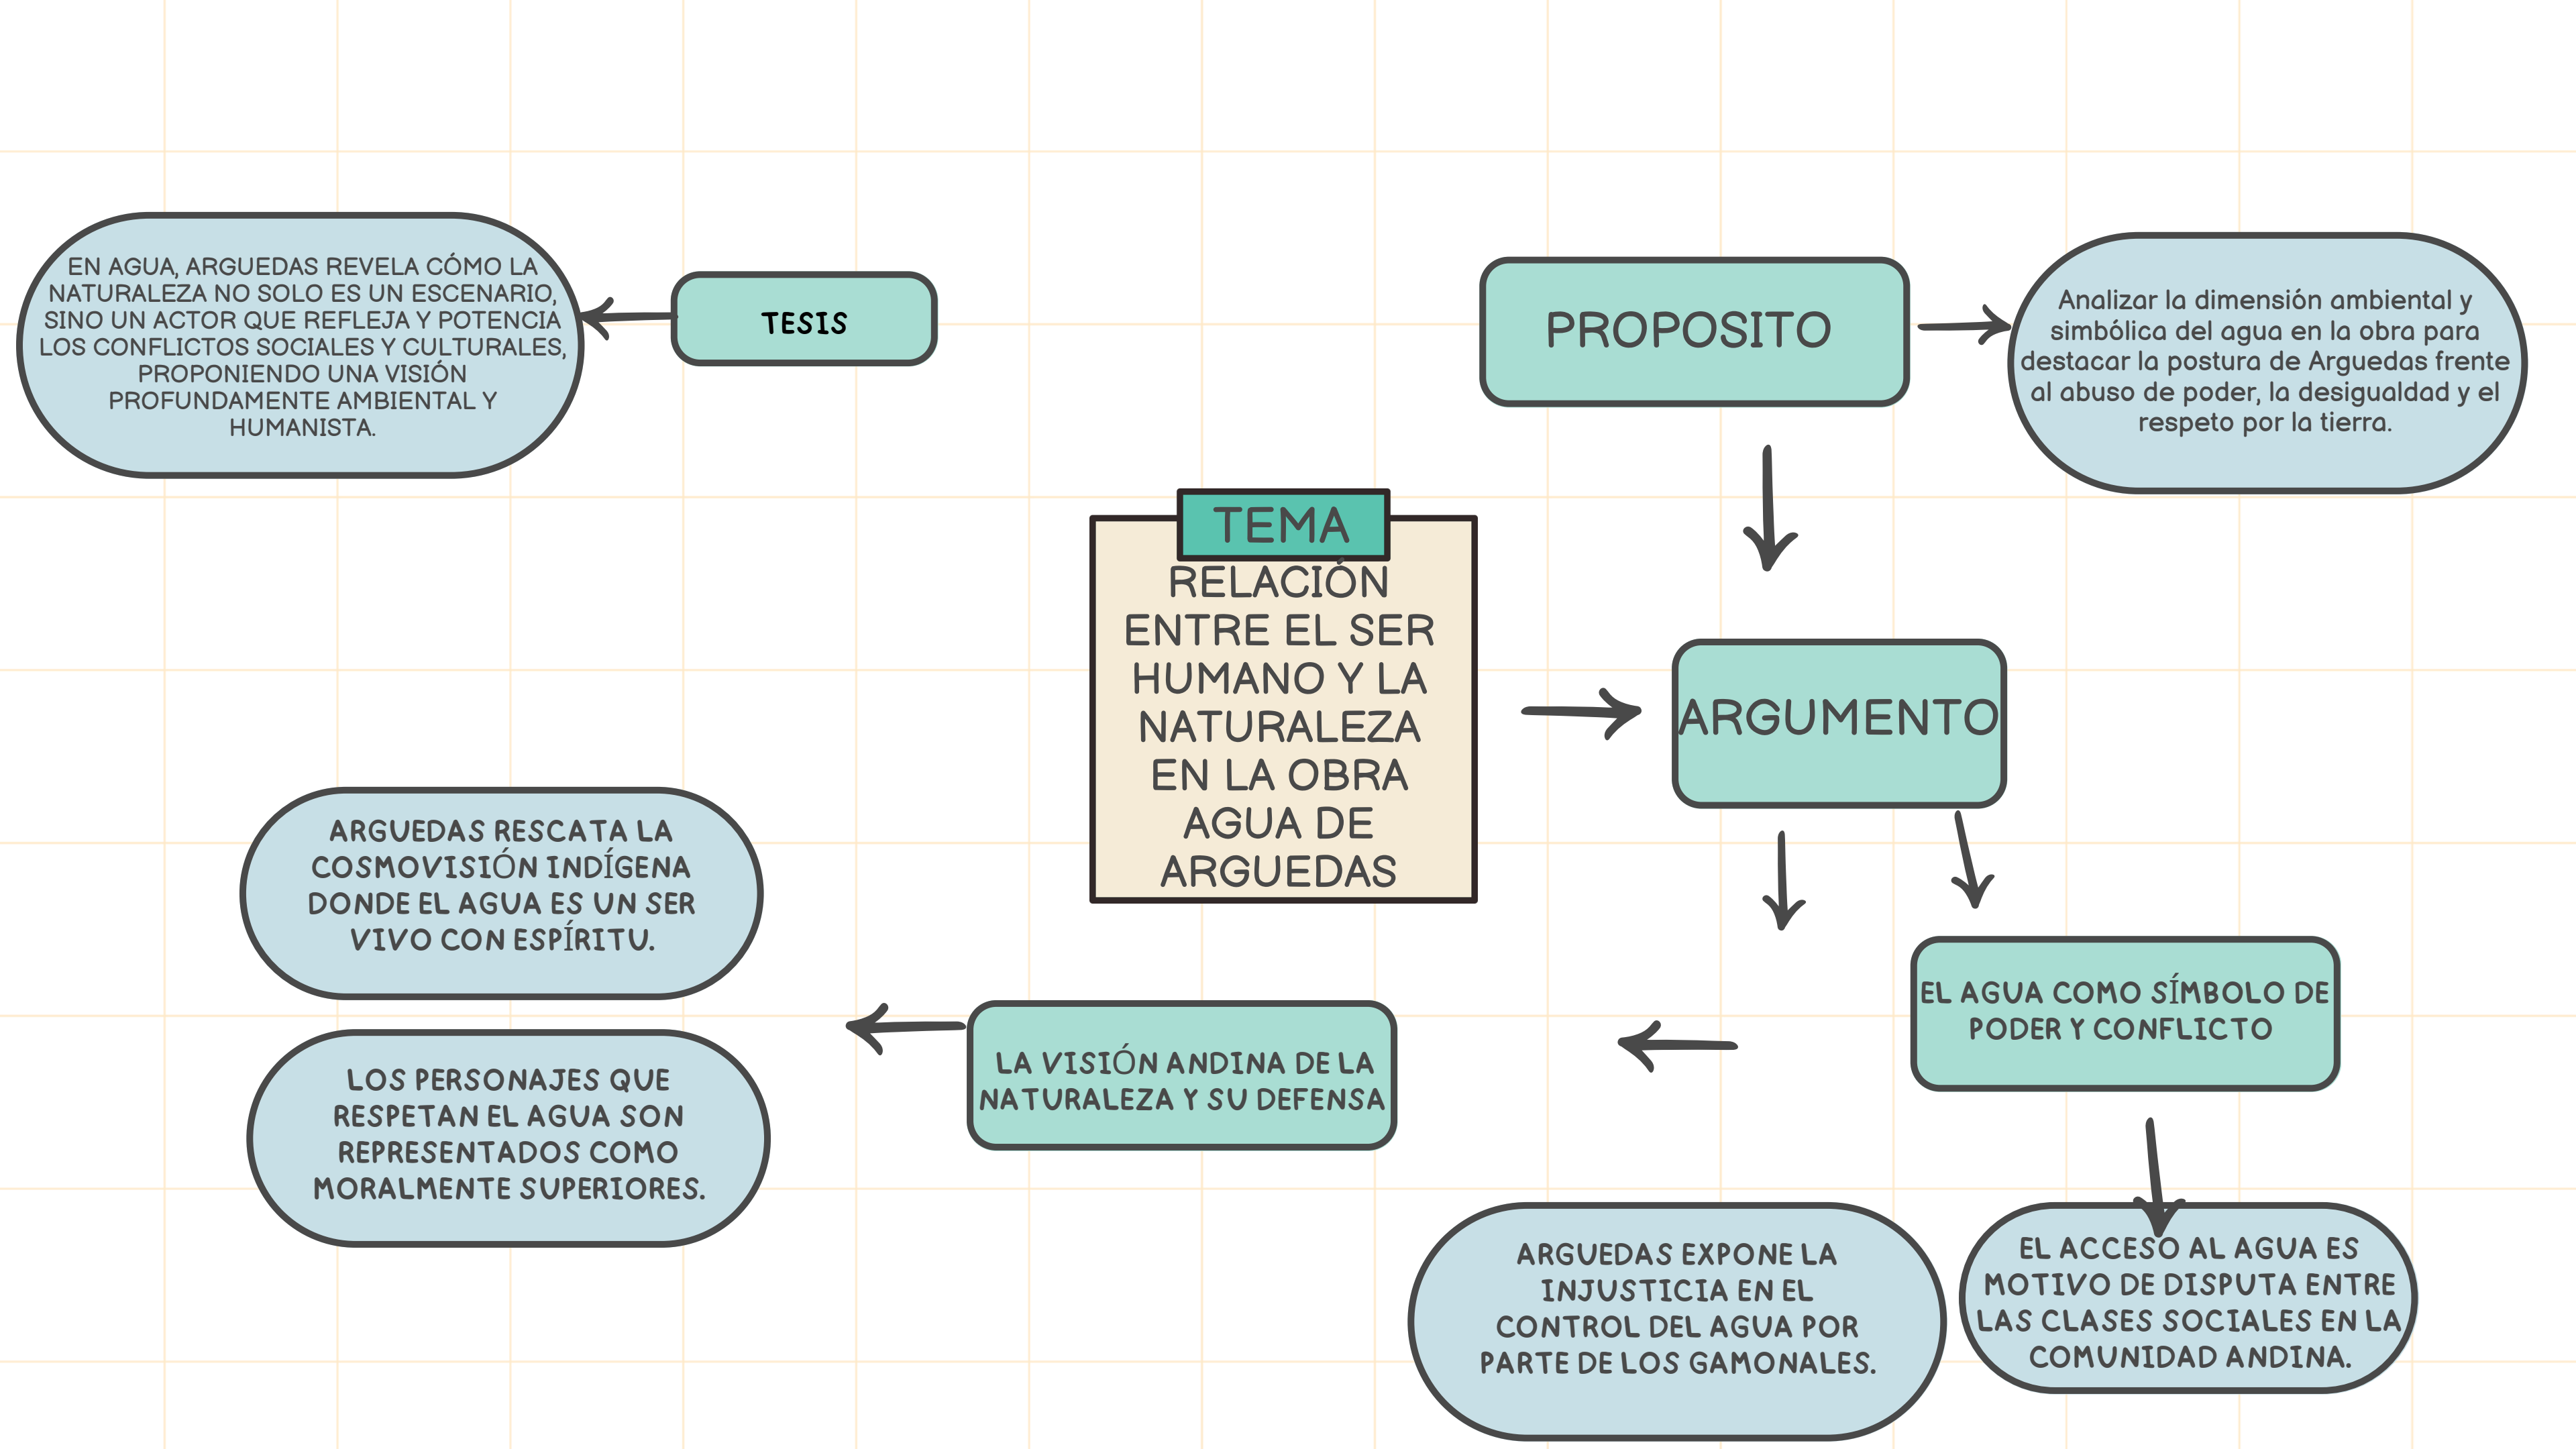 EN AGUA, ARGUEDAS REVELA CÓMO LA
NATURALEZA NO SOLO ES UN ESCENARIO,
SINO UN ACTOR QUE REFLEJA Y POTENCIA
LOS CONFLICTOS SOCIALES Y CULTURALES,
PROPONIENDO UNA VISIÓN
PROFUNDAMENTE AMBIENTAL Y
HUMANISTA.
TESIS
PROPOSITO
Analizar la dimensión ambiental y
simbólica del agua en la obra para
destacar la postura de Arguedas frente
al abuso de poder, la desigualdad y el
respeto por la tierra.
TEMA
RELACIÓN
ENTRE EL SER
HUMANO Y LA
NATURALEZA
EN LA OBRA
AGUA DE
ARGUEDAS
ARGUMENTO
ARGUEDAS RESCATA LA
COSMOVISIÓN INDÍGENA
DONDE EL AGUA ES UN SER
VIVO CON ESPÍRITU.
LOS PERSONAJES QUE
RESPETAN EL AGUA SON
REPRESENTADOS COMO
MORALMENTE SUPERIORES.
LA VISIÓN ANDINA DE LA
NATURALEZA Y SU DEFENSA
EL AGUA COMO SÍMBOLO DE
PODER Y CONFLICTO
ARGUEDAS EXPONE LA
INJUSTICIA EN EL
CONTROL DEL AGUA POR
PARTE DE LOS GAMONALES.
EL ACCESO AL AGUA ES
MOTIVO DE DISPUTA ENTRE
LAS CLASES SOCIALES EN LA
COMUNIDAD ANDINA.